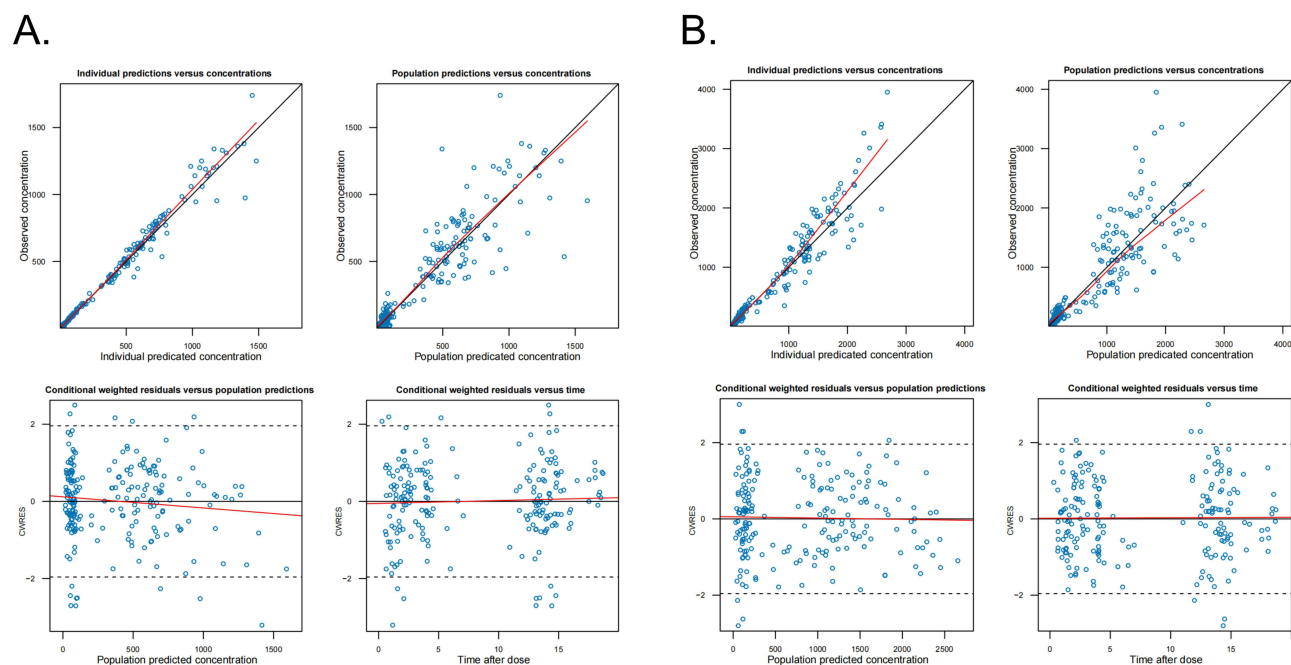 A.
B.
Individual predictions versus concentrations
Population predictions versus concentrations
Observed concentration
1500
1000
500
500 1000 1500
Individual predicated concentration
Observed concentration
1500
1000
500
500 1000 1500
Population predicated concentration
Individual predictions versus concentrations
Population predictions versus concentrations
Observed concentration
4000
3000
2000
1000
1000 2000 3000 4000
Individual predicated concentration
Observed concentration
4000
3000
2000
1000
1000 2000 3000 4000
Population predicated concentration
Conditional weighted residuals versus population predictions
Conditional weighted residuals versus time
CWRES
2
0
−2
0 500 1000 1500
Population predicted concentration
CWRES
2
0
−2
0 5 10 15
Time after dose
Conditional weighted residuals versus population predictions
Conditional weighted residuals versus time
CWRES
2
0
−2
0 500 1000 1500 2000 2500
Population predicted concentration
CWRES
2
0
−2
0 5 10 15
Time after dose